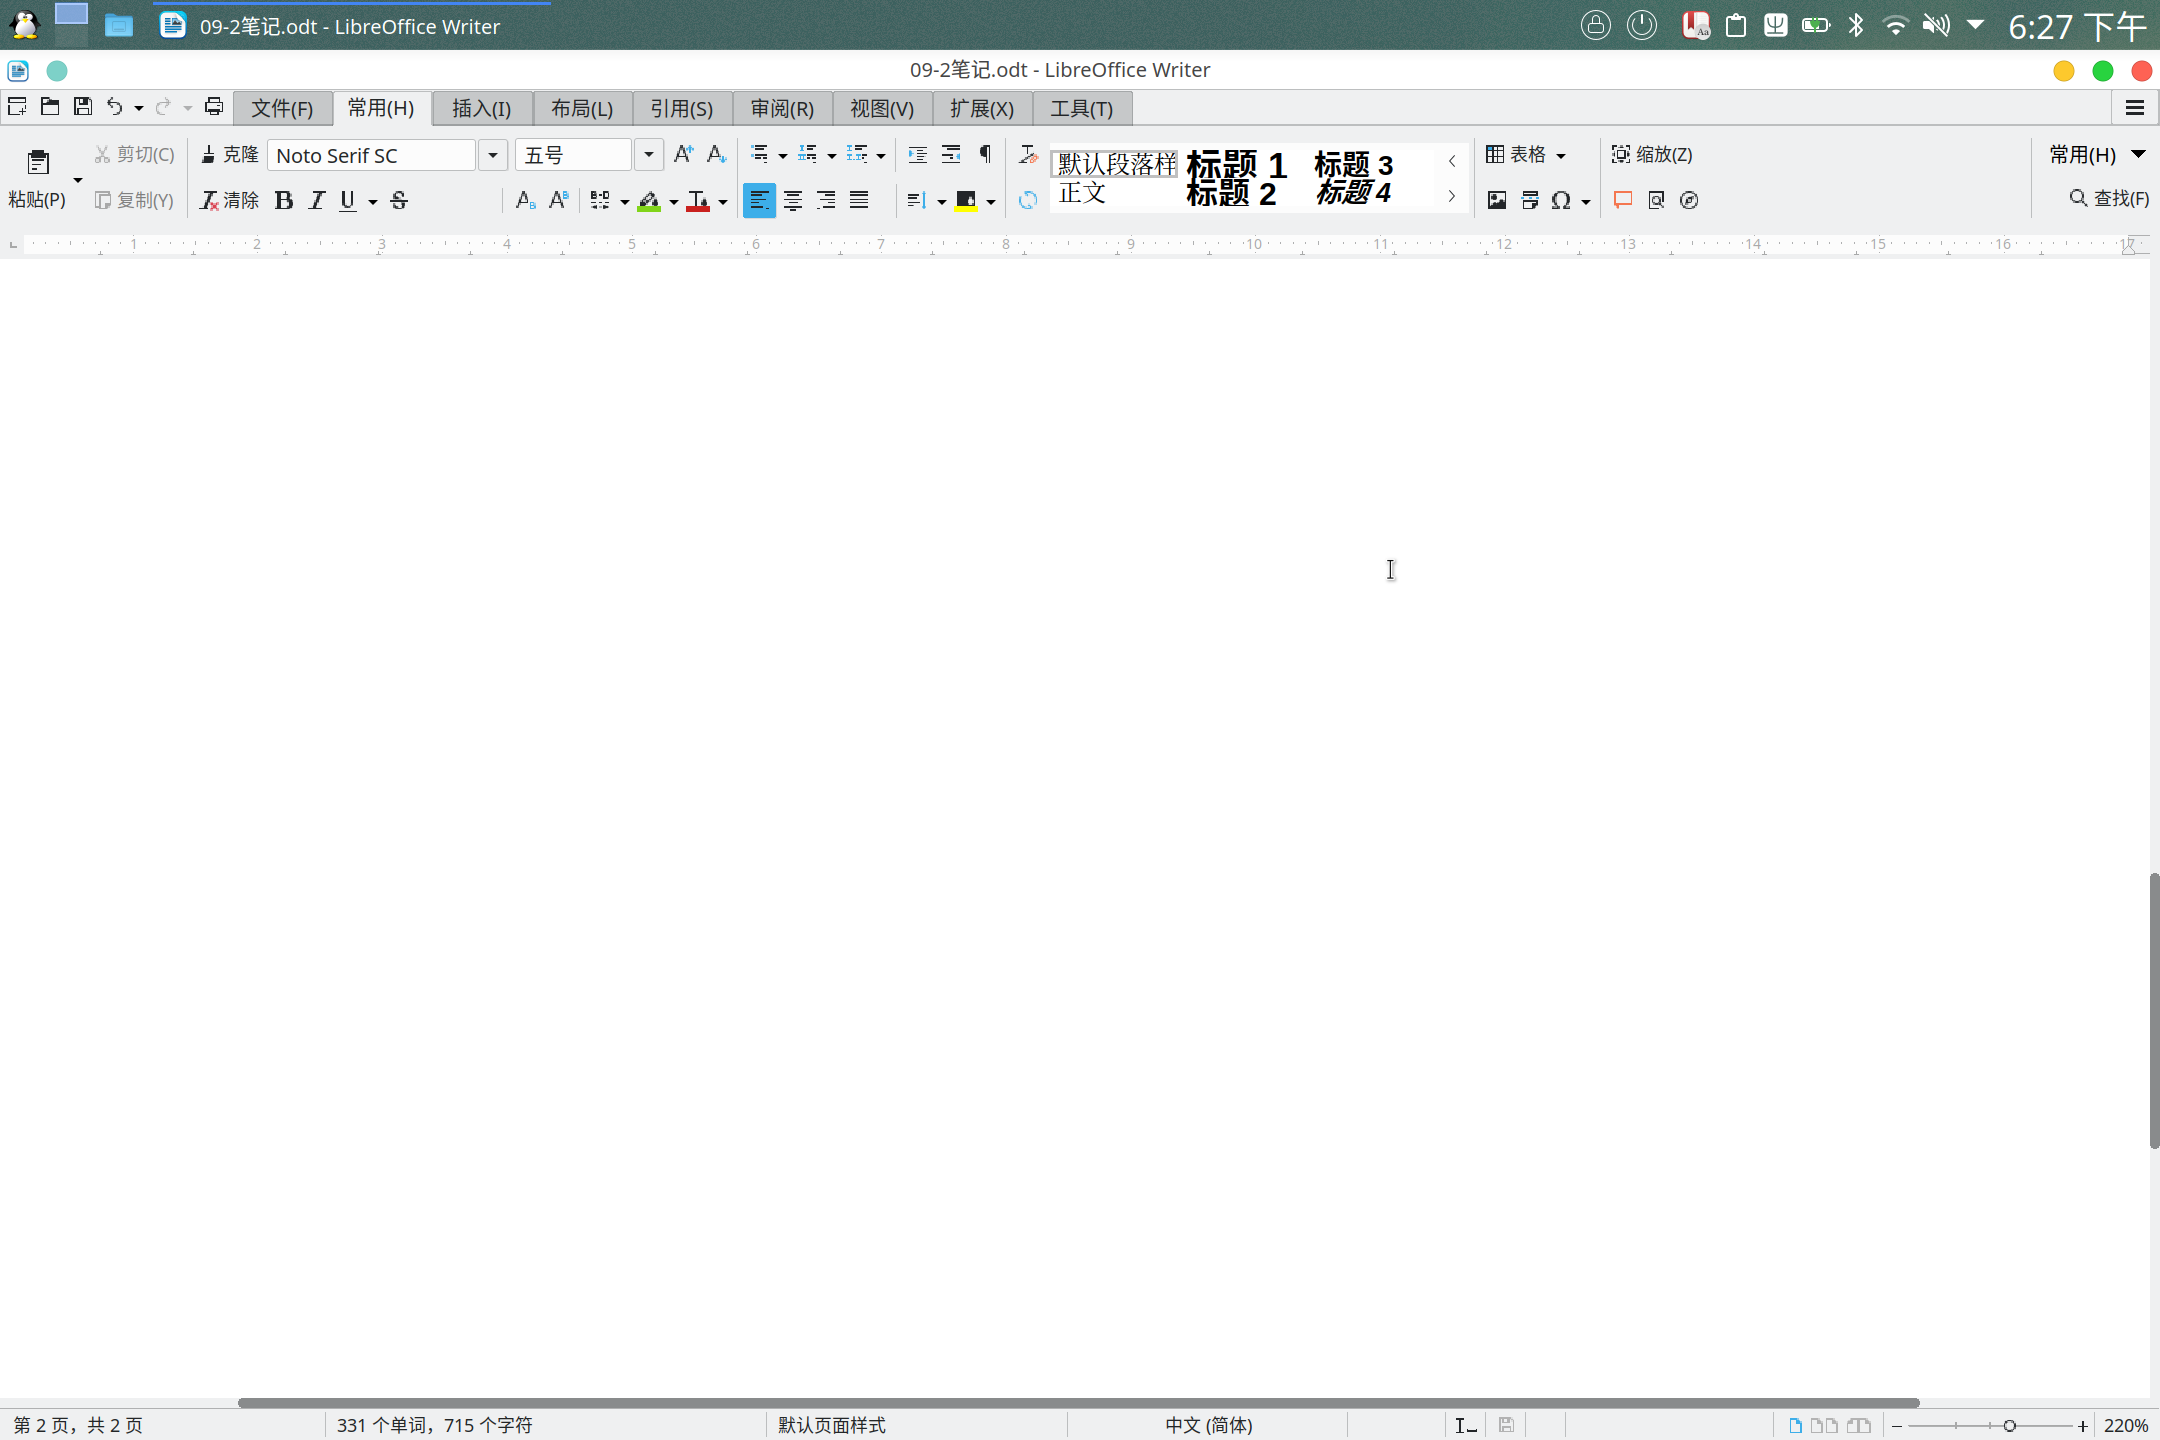 09-2笔记.odt - LibreOffice Writer
6:27 下午
09-2笔记.odt - LibreOffice Writer
文件(F) 常用(H) 插入(I) 布局(L) 引用(S) 审阅(R) 视图(V) 扩展(X) 工具(T)
剪切(C) 克隆 Noto Serif SC 五号 默认段落样 标题 1 标题 3 表格 缩放(Z) 常用(H)
粘贴(P) 复制(Y) 清除 正文 标题 2 标题 4 查找(F)
1 2 3 4 5 6 7 8 9 10 11 12 13 14 15 16 17
第 2 页，共 2 页 331 个单词，715 个字符 默认页面样式 中文 (简体) 220%